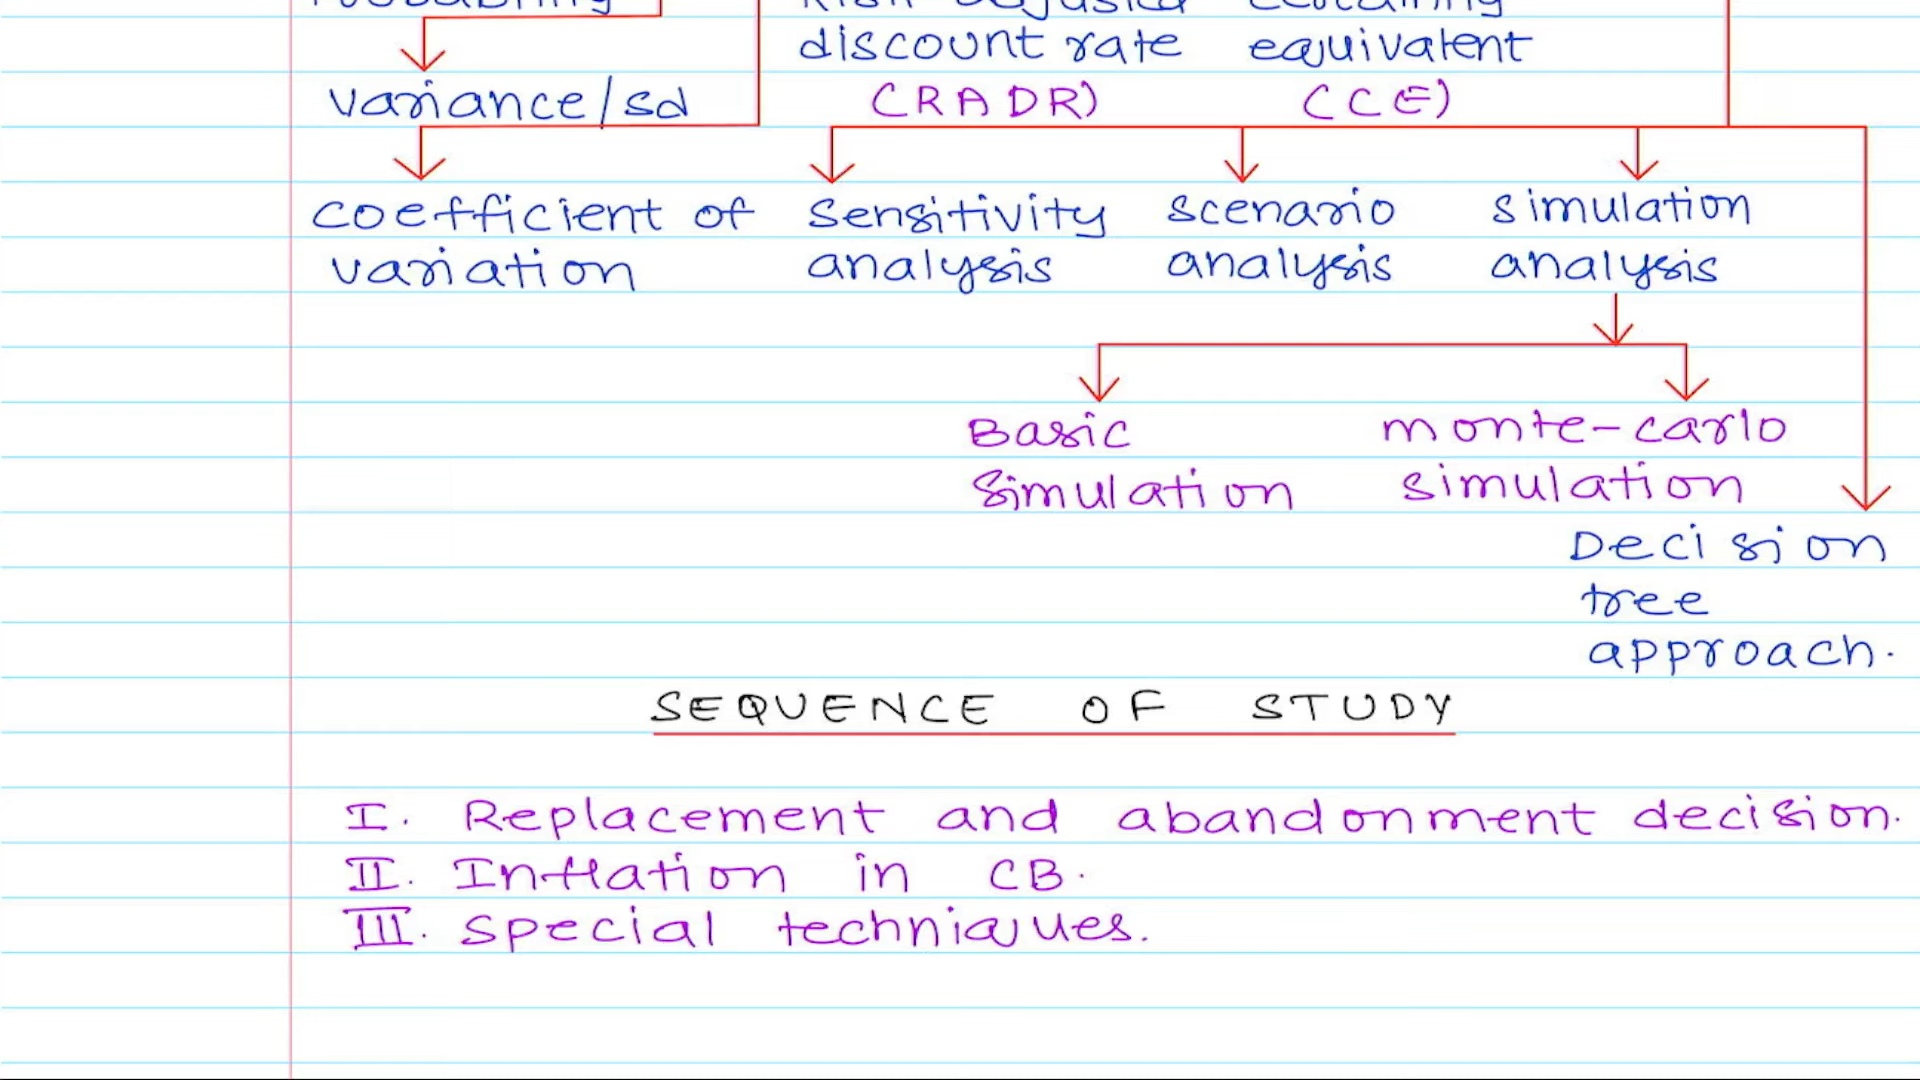 discount rate equivalent
variance/sd (RADR) (CE)
coefficient of sensitivity scenario simulation
variation analysis analysis analysis
Basic monte-carlo
simulation simulation
Decision
tree
approach.
SEQUENCE OF STUDY
I. Replacement and abandonment decision.
II. Inflation in CB.
III. special techniques.